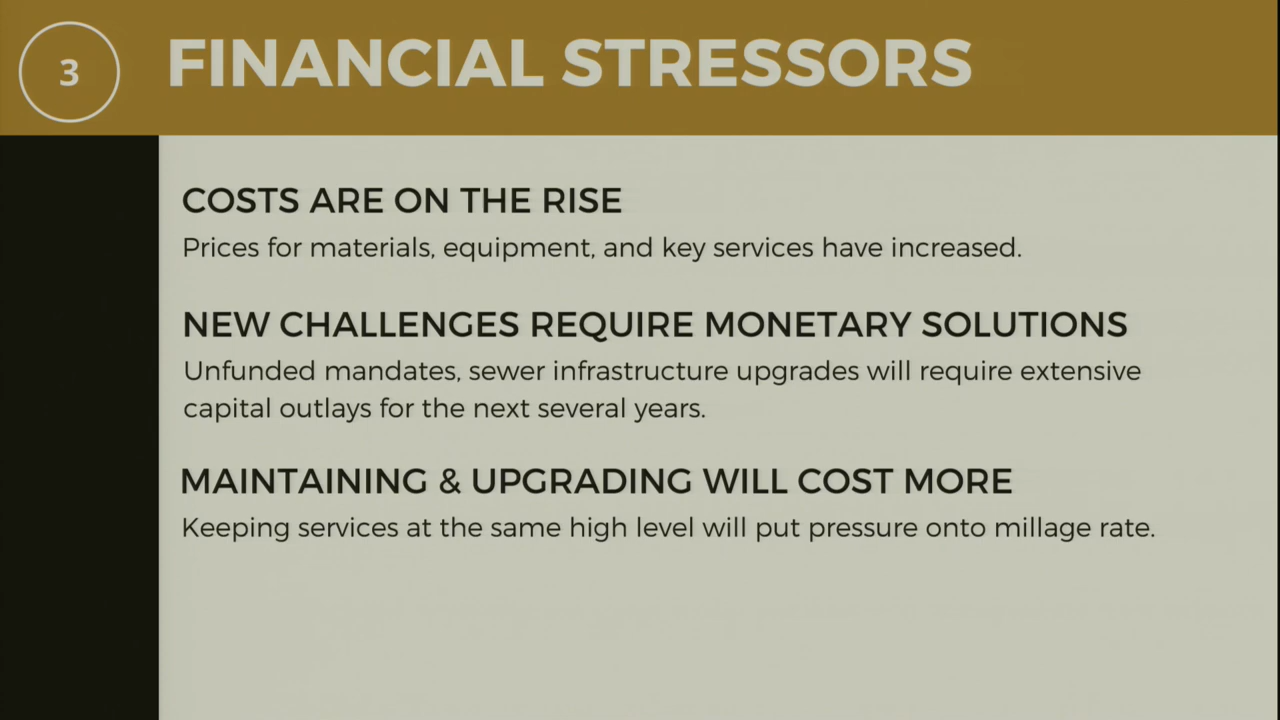 3
FINANCIAL STRESSORS
COSTS ARE ON THE RISE
Prices for materials, equipment, and key services have increased.
NEW CHALLENGES REQUIRE MONETARY SOLUTIONS
Unfunded mandates, sewer infrastructure upgrades will require extensive
capital outlays for the next several years.
MAINTAINING & UPGRADING WILL COST MORE
Keeping services at the same high level will put pressure onto millage rate.